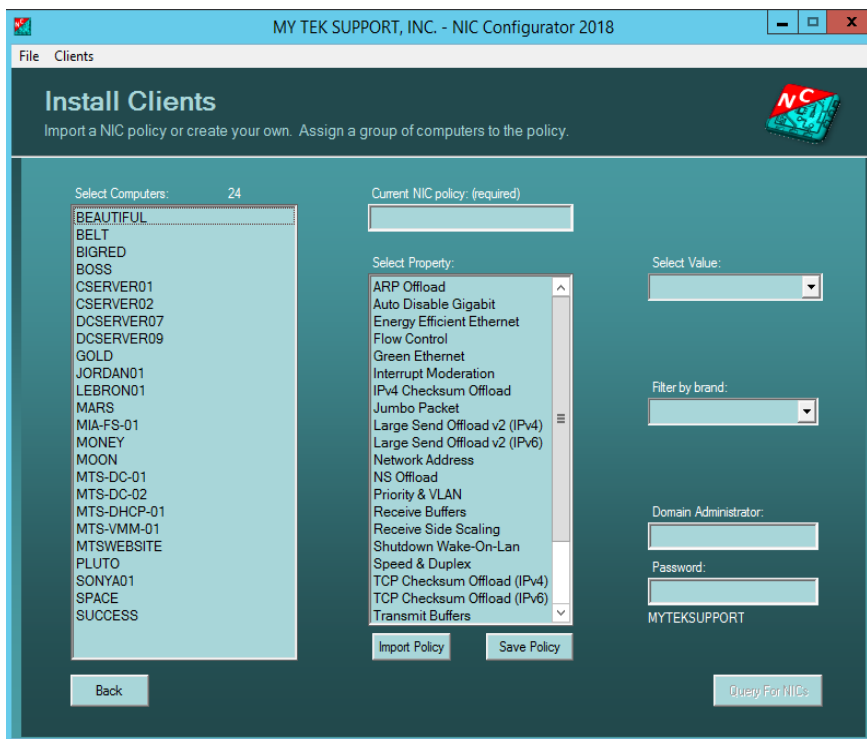 MY TEK SUPPORT, INC. - NIC Configurator 2018
File Clients
Install Clients
Import a NIC policy or create your own. Assign a group of computers to the policy.
NC
Select Computers: 24
BEAUTIFUL
BELT
BIGRED
BOSS
CSERVER01
CSERVER02
DCSERVER07
DCSERVER09
GOLD
JORDAN01
LEBRON01
MARS
MIA-FS-01
MONEY
MOON
MTS-DC-01
MTS-DC-02
MTS-DHCP-01
MTS-VMM-01
MTSWEBSITE
PLUTO
SONYA01
SPACE
SUCCESS
Back
Current NIC policy: (required)
Select Property:
ARP Offload
Auto Disable Gigabit
Energy Efficient Ethernet
Flow Control
Green Ethernet
Interrupt Moderation
IPv4 Checksum Offload
Jumbo Packet
Large Send Offload v2 (IPv4)
Large Send Offload v2 (IPv6)
Network Address
NS Offload
Priority & VLAN
Receive Buffers
Receive Side Scaling
Shutdown Wake-On-Lan
Speed & Duplex
TCP Checksum Offload (IPv4)
TCP Checksum Offload (IPv6)
Transmit Buffers
Import Policy Save Policy
Select Value:
Filter by brand:
Domain Administrator:
Password:
MYTEKSUPPORT
Query For NICs